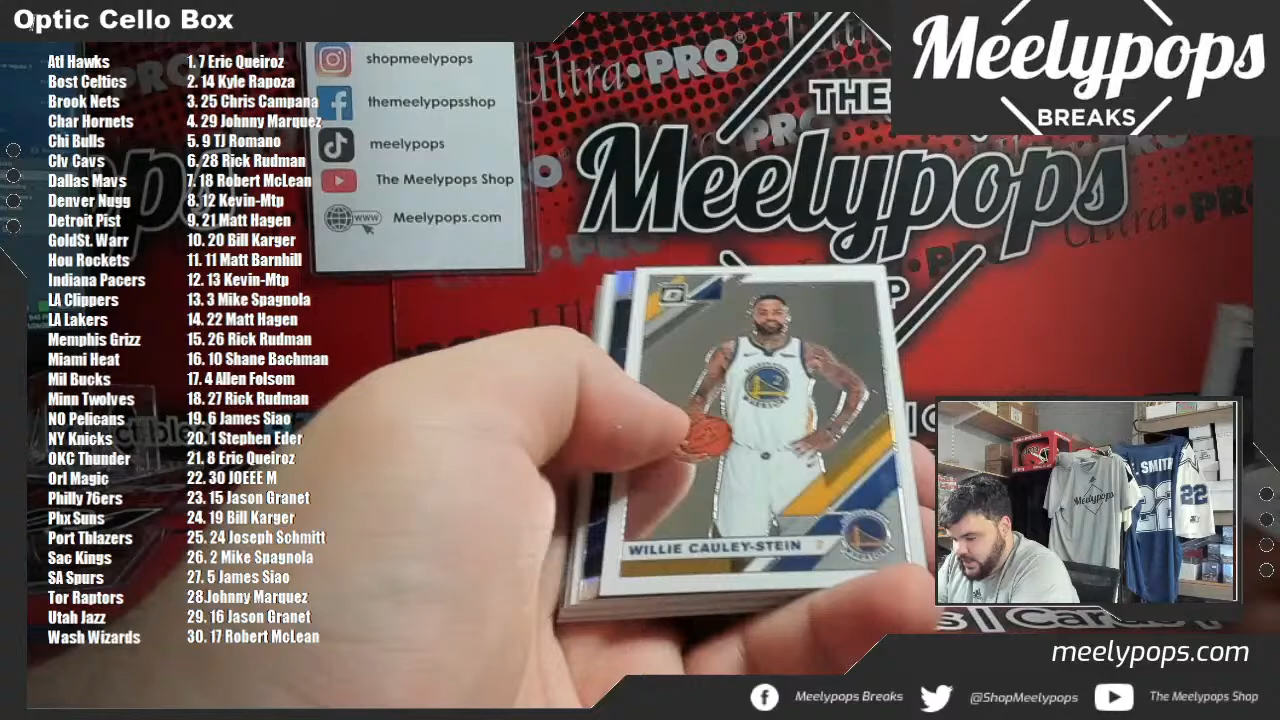 Optic Cello Box
Atl Hawks 1. 7 Eric Queiroz
Bost Celtics 2. 14 Kyle Rapoza
Brook Nets 3. 25 Chris Campana
Char Hornets 4. 29 Johnny Marquez
Chi Bulls 5. 9 TJ Romano
Clv Cavs 6. 28 Rick Rudman
Dallas Mavs 7. 18 Robert McLean
Denver Nugg 8. 12 Kevin-Mtp
Detroit Pist 9. 21 Matt Hagen
GoldSt. Warr 10. 20 Bill Karger
Hou Rockets 11. 11 Matt Barnhill
Indiana Pacers 12. 13 Kevin-Mtp
LA Clippers 13. 3 Mike Spagnola
LA Lakers 14. 22 Matt Hagen
Memphis Grizz 15. 26 Rick Rudman
Miami Heat 16. 10 Shane Bachman
Mil Bucks 17. 4 Allen Folsom
Minn Twolves 18. 27 Rick Rudman
NO Pelicans 19. 6 James Siao
NY Knicks 20. 1 Stephen Eder
OKC Thunder 21. 8 Eric Queiroz
Orl Magic 22. 30 JOEEE M
Philly 76ers 23. 15 Jason Granet
Phx Suns 24. 19 Bill Karger
Port Tblazers 25. 24 Joseph Schmitt
Sac Kings 26. 2 Mike Spagnola
SA Spurs 27. 5 James Siao
Tor Raptors 28. Johnny Marquez
Utah Jazz 29. 16 Jason Granet
Wash Wizards 30. 17 Robert McLean
shopmeelypops
themeelypopsshop
meelypops
The Meelypops Shop
www
Meelypops.com
Ultra•PRO
THE
Meelypops
Meelypops
BREAKS
WILLIE CAULEY-STEIN
E. SMITH
22
22
Meelypops
meelypops.com
Meelypops Breaks
@ShopMeelypops
The Meelypops Shop